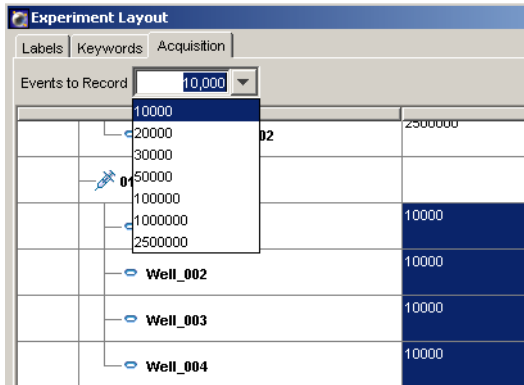 Experiment Layout
Labels Keywords Acquisition
Events to Record 10,000
10000
20000
30000
50000
100000
1000000
2500000
02 2500000
01
10000
Well_002 10000
Well_003 10000
Well_004 10000